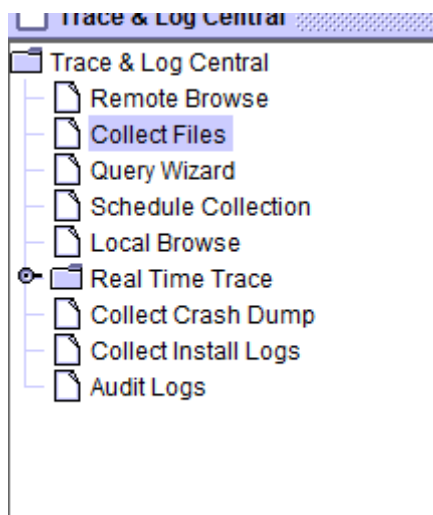 Trace & Log Central
Trace & Log Central
Remote Browse
Collect Files
Query Wizard
Schedule Collection
Local Browse
Real Time Trace
Collect Crash Dump
Collect Install Logs
Audit Logs